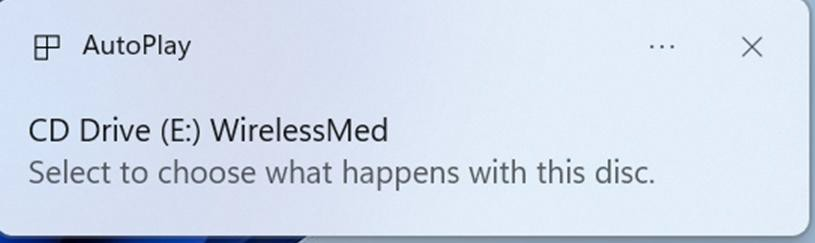 AutoPlay
CD Drive (E:) WirelessMed
Select to choose what happens with this disc.